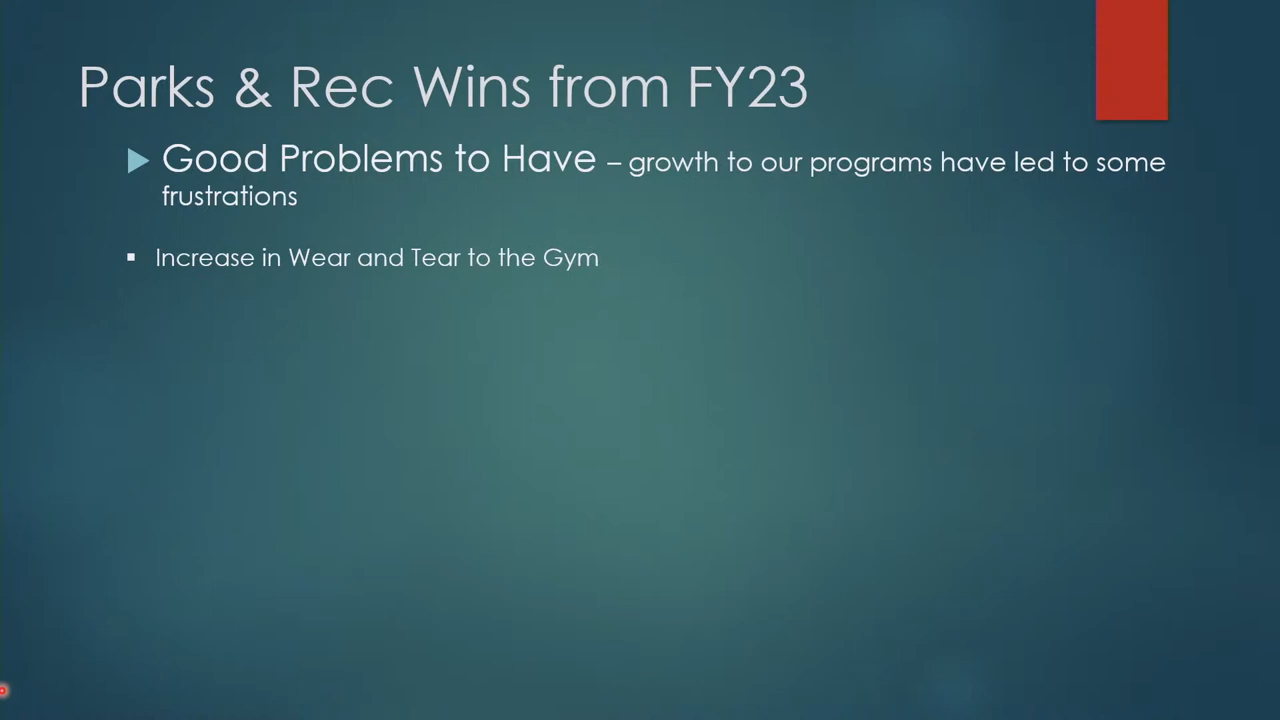 Parks & Rec Wins from FY23
Good Problems to Have – growth to our programs have led to some
frustrations
Increase in Wear and Tear to the Gym